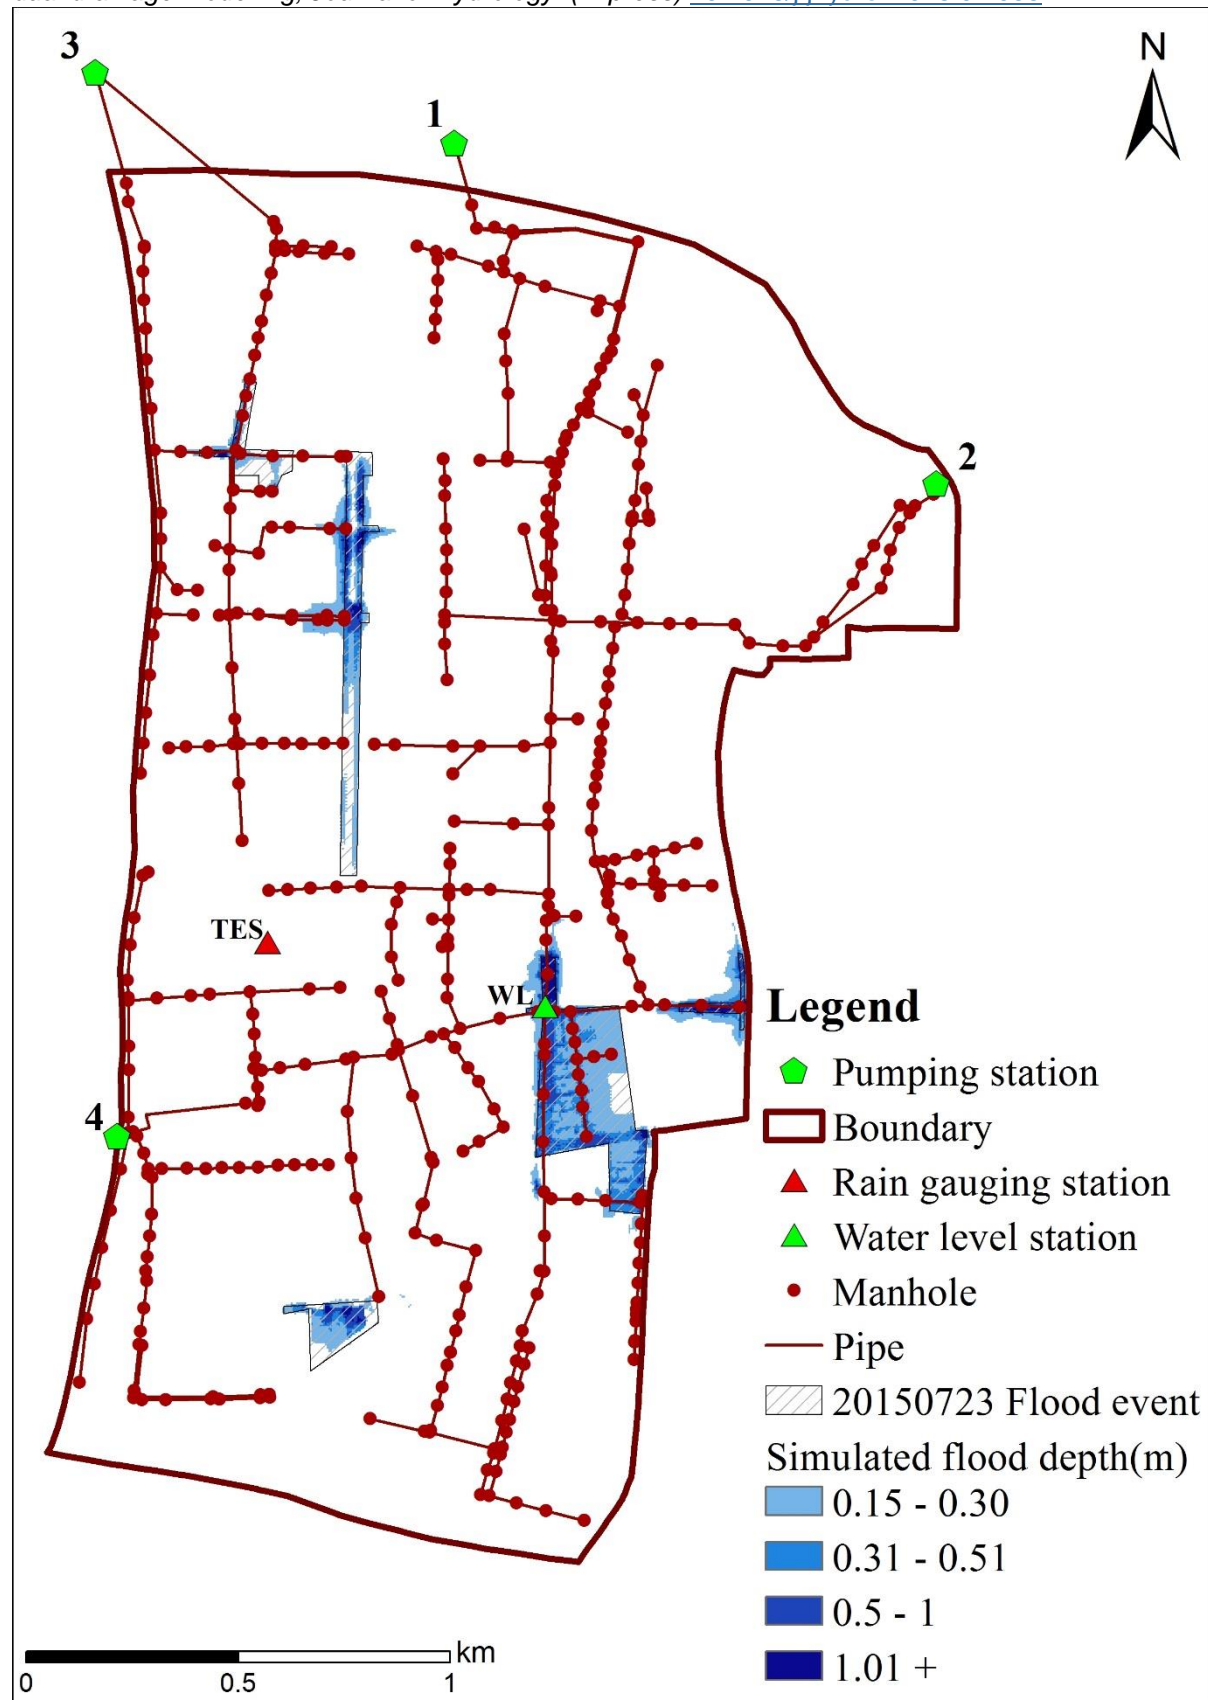 3
N
1
2
TES
WL
4
Legend
Pumping station
Boundary
Rain gauging station
Water level station
Manhole
Pipe
20150723 Flood event
Simulated flood depth(m)
0.15 - 0.30
0.31 - 0.51
0.5 - 1
1.01 +
km
0 0.5 1